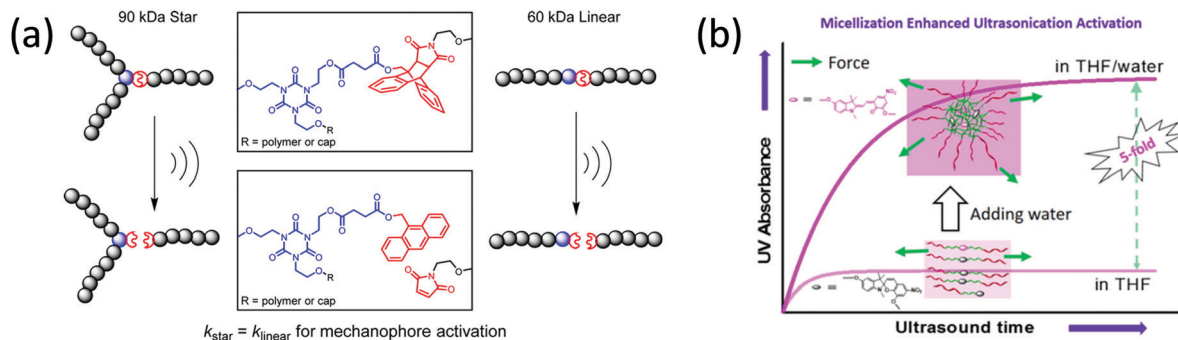 (a)
90 kDa Star
60 kDa Linear
R = polymer or cap
R = polymer or cap
k_star = k_linear for mechanophore activation
(b)
Micellization Enhanced Ultrasonication Activation
Force
in THF/water
5-fold
Adding water
in THF
UV Absorbance
Ultrasound time